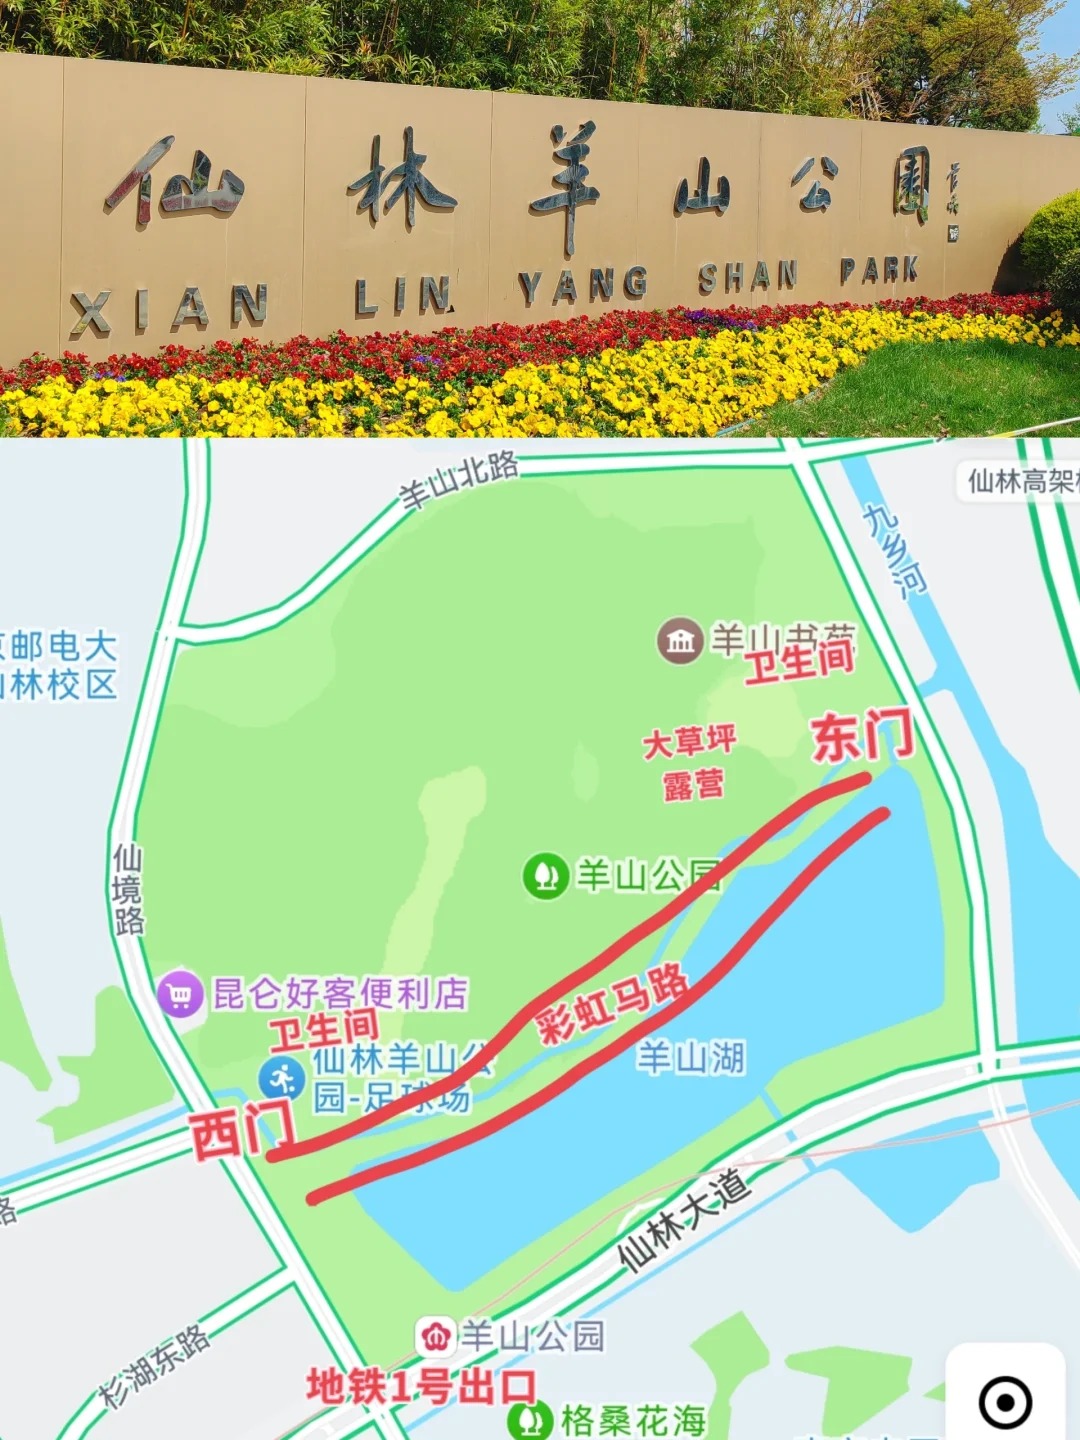 仙林羊山公園
XIAN LIN YANG SHAN PARK
羊山北路
仙林高架
九乡河
邮电大
林校区
羊山书苑
卫生间
东门
大草坪
露营
仙境路
羊山公园
昆仑好客便利店
卫生间
仙林羊山公
园-足球场
彩虹马路
羊山湖
西门
仙林大道
杉湖东路
羊山公园
地铁1号出口
格桑花海